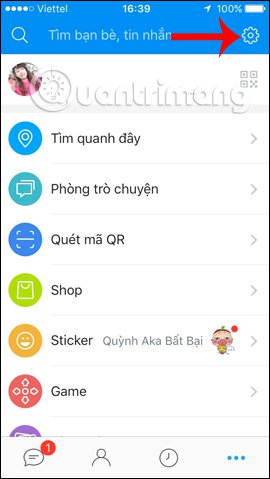 Viettel 16:39 100%
Tìm bạn bè, tin nhắn
Quantrimang
Tìm quanh đây
Phòng trò chuyện
Quét mã QR
Shop
Sticker Quỳnh Aka Bất Bại
Game
1